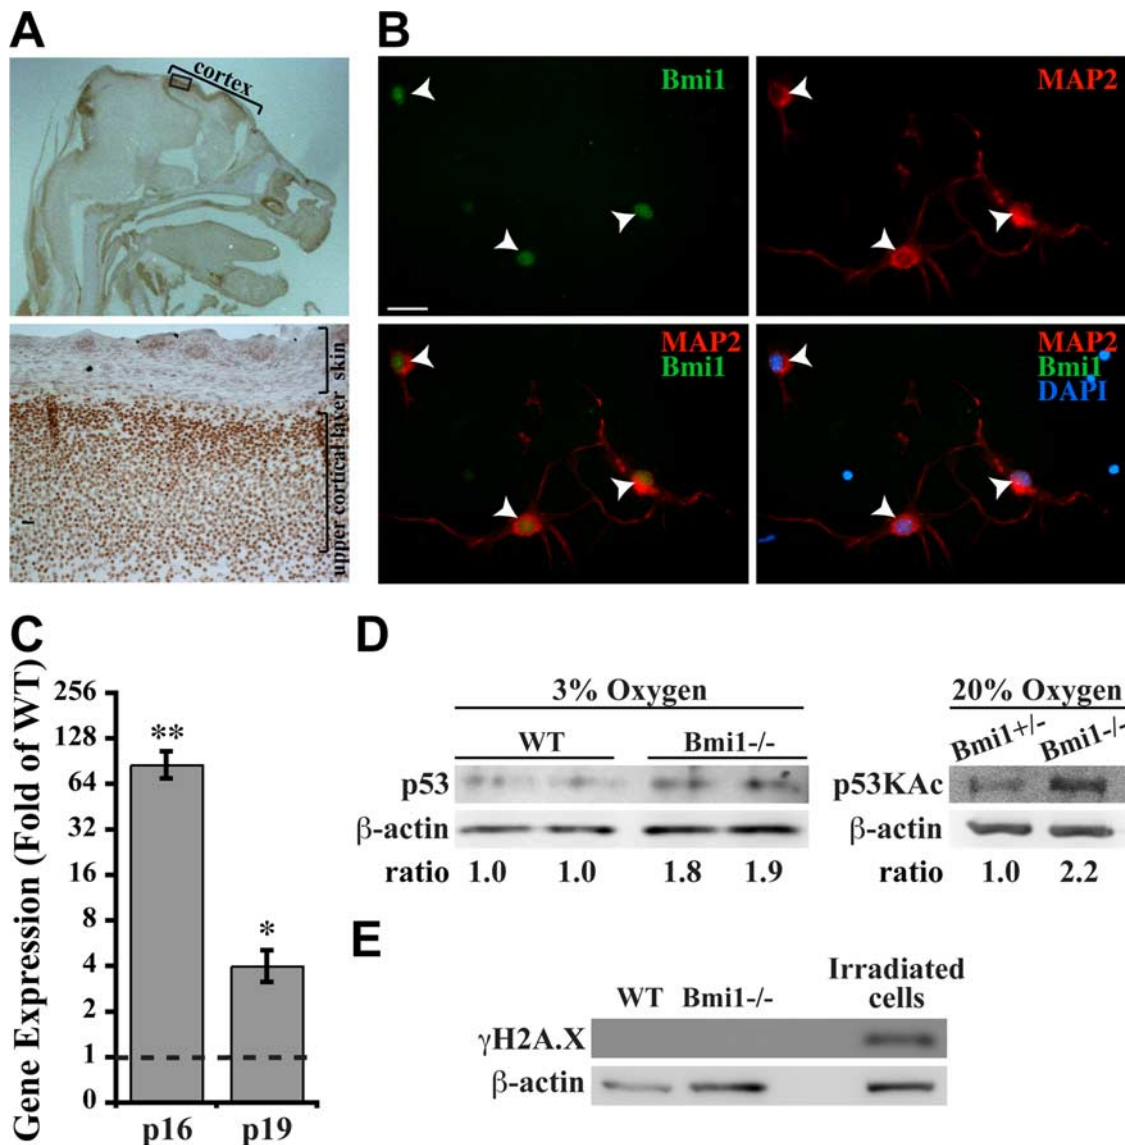 A
cortex
skin
upper cortical layer
B
Bmi1
MAP2
MAP2
Bmi1
MAP2
Bmi1
DAPI
C
Gene Expression (Fold of WT)
256
128
64
32
16
8
4
2
1
0
**
*
p16 p19
D
3% Oxygen
WT Bmi1-/-
p53
β-actin
ratio 1.0 1.0 1.8 1.9
20% Oxygen
Bmi1+/- Bmi1-/-
p53KAc
β-actin
ratio 1.0 2.2
E
WT Bmi1-/- Irradiated
cells
γH2A.X
β-actin